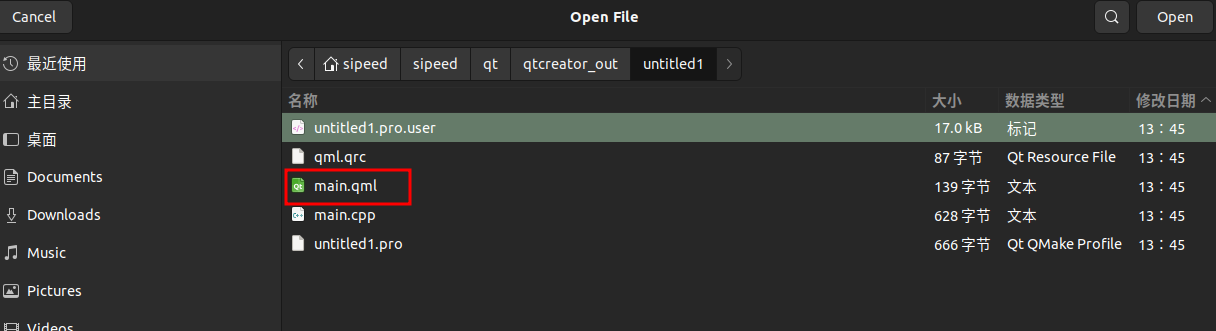 Cancel Open File Open
sipeed sipeed qt qtcreator_out untitled1
最近使用
主目录
桌面
Documents
Downloads
Music
Pictures
Videos
名称 大小 数据类型 修改日期
untitled1.pro.user 17.0 kB 标记 13：45
qml.qrc 87 字节 Qt Resource File 13：45
main.qml 139 字节 文本 13：45
main.cpp 628 字节 文本 13：45
untitled1.pro 666 字节 Qt QMake Profile 13：45